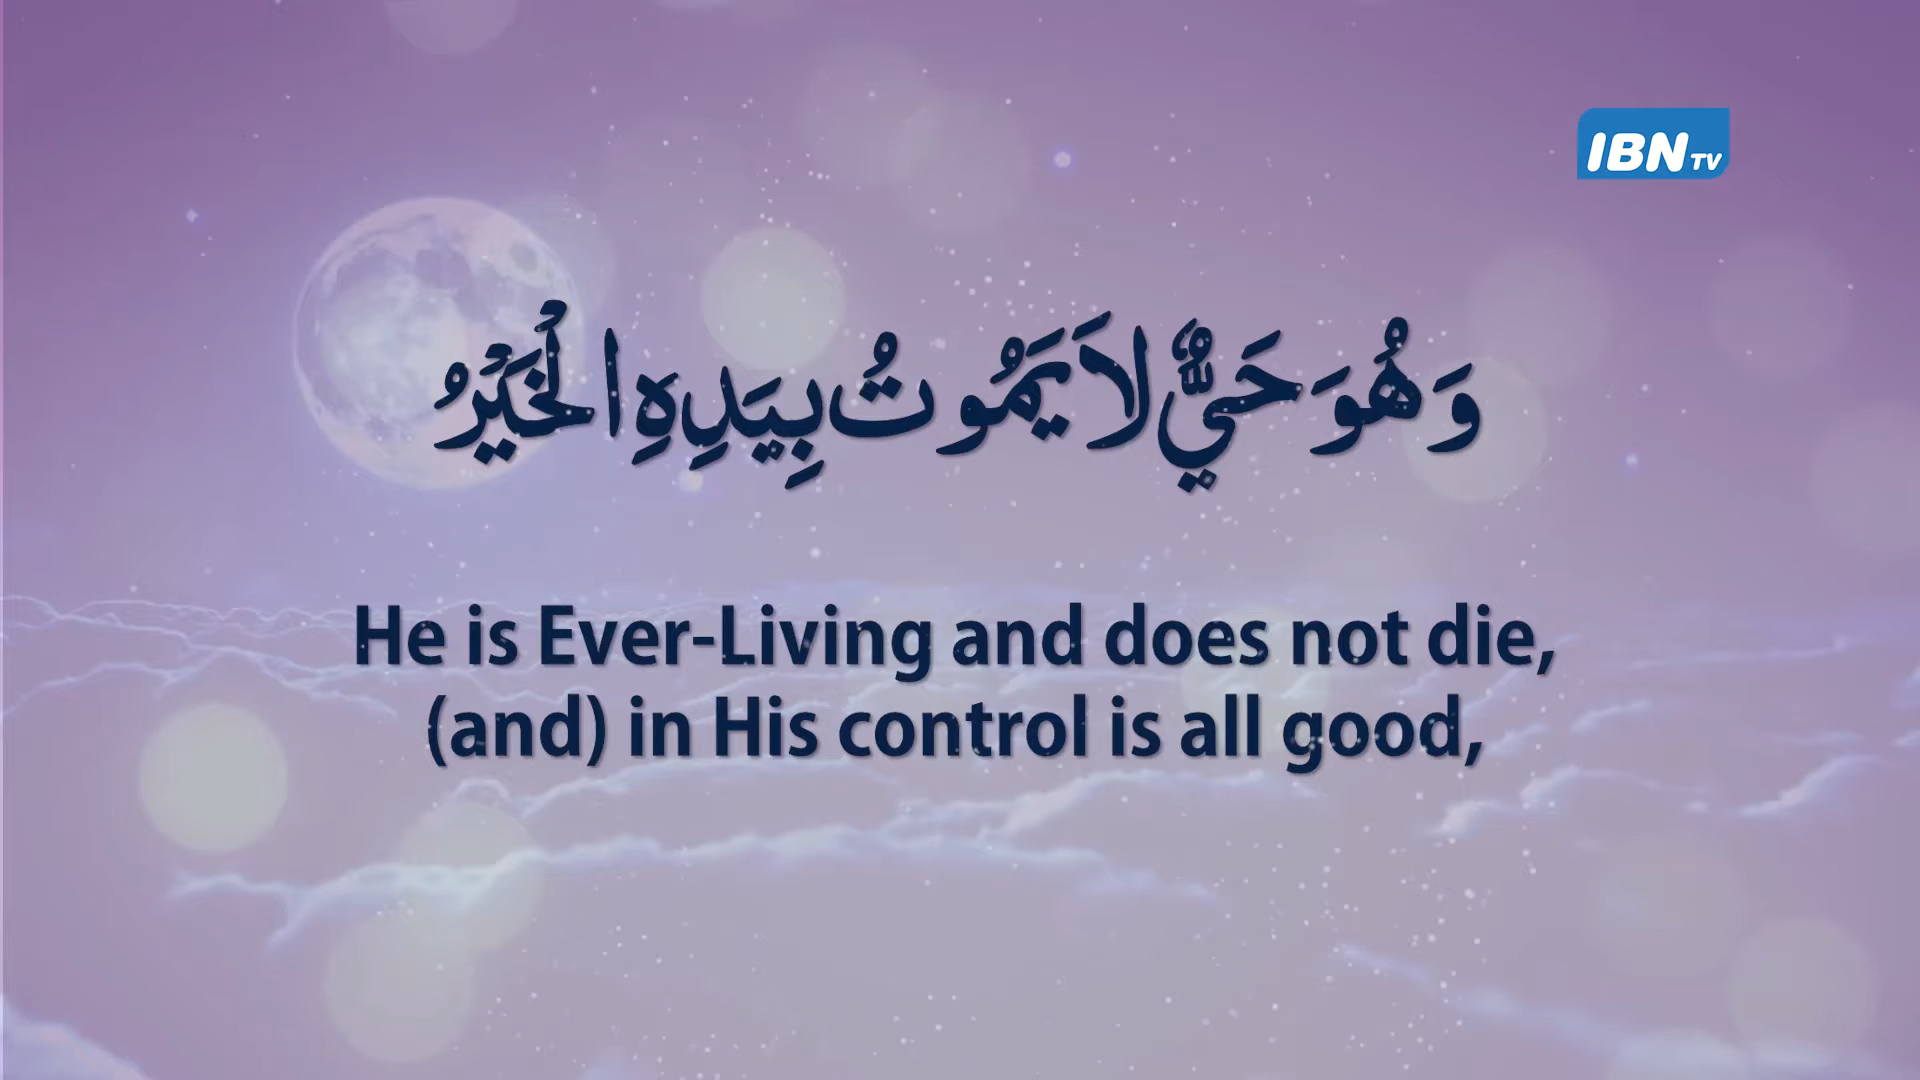 IBN TV
وَهُوَ حَيٌّ لَا يَمُوتُ بِيَدِهِ الْخَيْرُ
He is Ever-Living and does not die,
(and) in His control is all good,